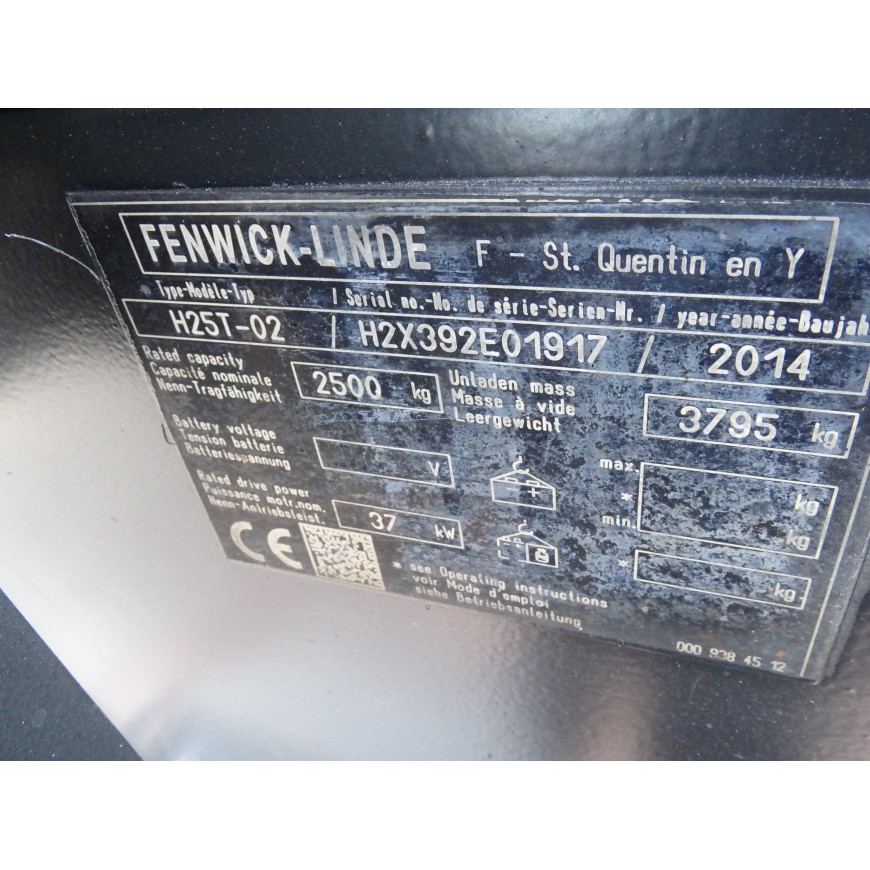 FENWICK-LINDE F - St. Quentin en Y
Type-Modèle-Typ / Serial no.-No. de série-Serien-Nr. / year-année-Baujahr
H25T-02 / H2X392E01917 / 2014
Rated capacity
Capacité nominale
Nenn-Tragfähigkeit
2500 kg
Unladen mass
Masse à vide
Leergewicht
3795 kg
Battery voltage
Tension batterie
Batteriespannung
V
max. kg
*
min. kg
Rated drive power
Puissance motr.nom.
Nenn-Antriebsleist.
37 kW
* kg
CE
* see Operating instructions
voir Mode d'emploi
siehe Betriebsanleitung
000 938 45 12